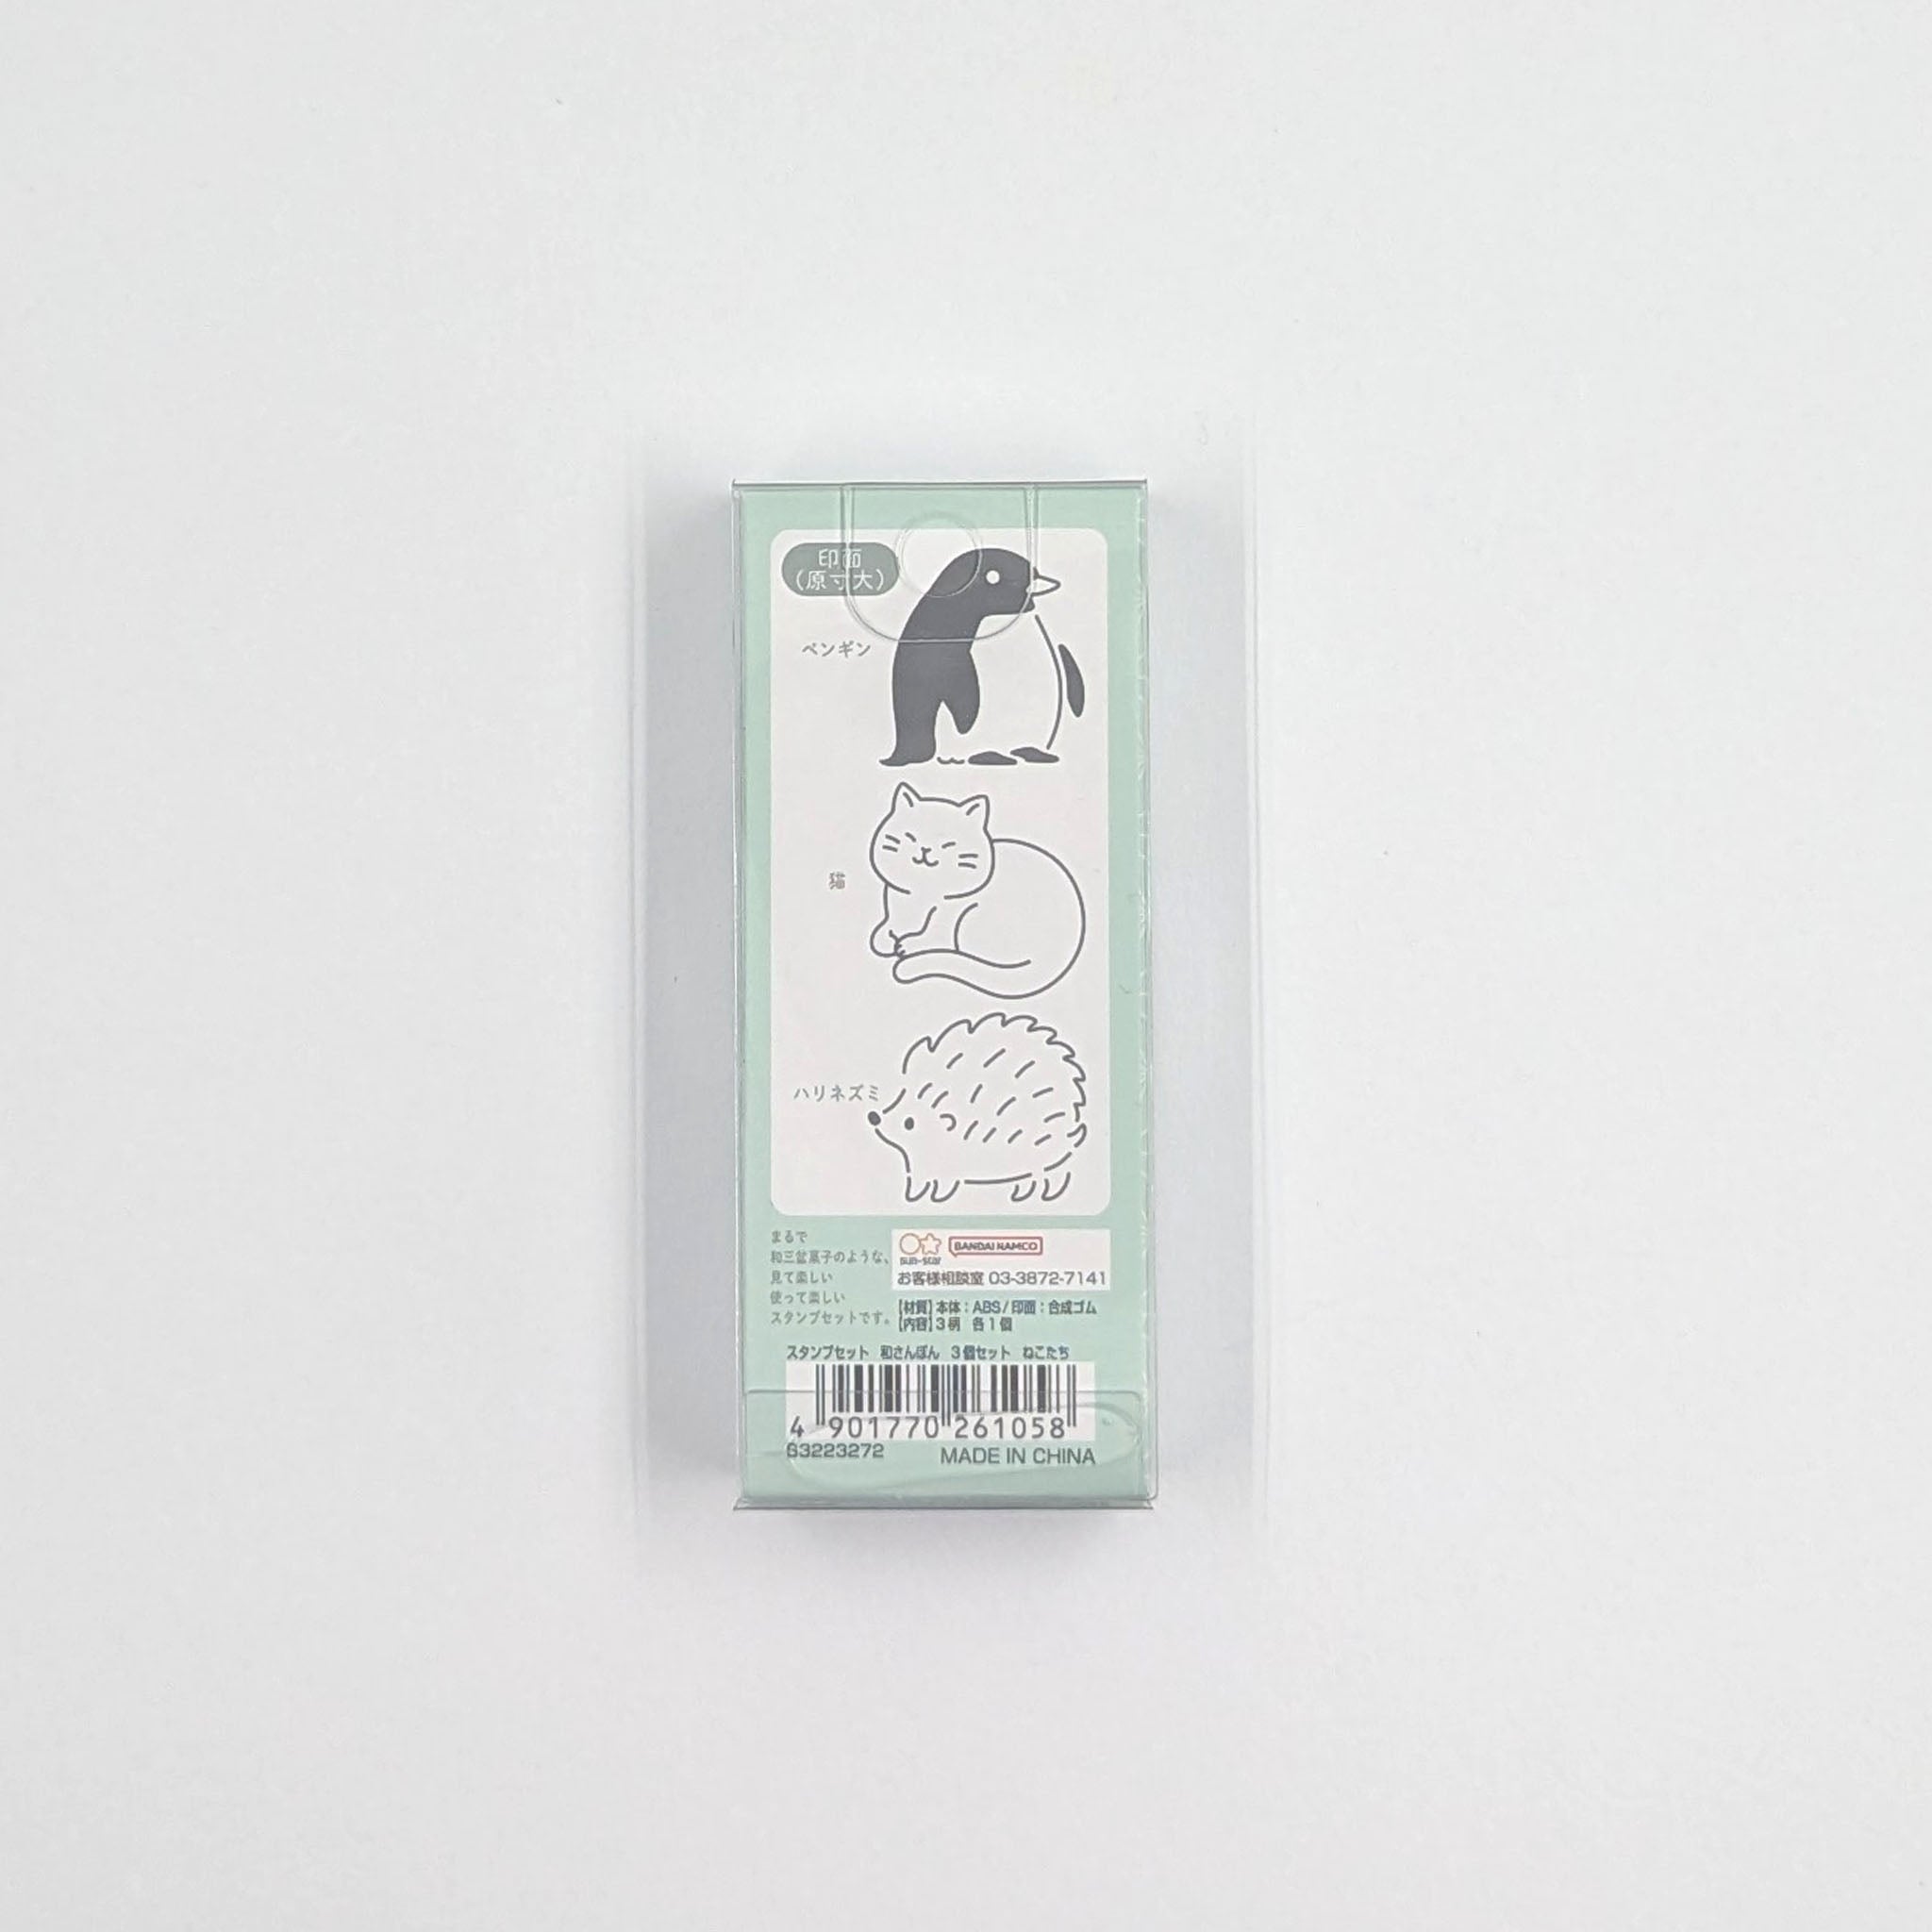 印面
(原寸大)
ペンギン
猫
ハリネズミ
まるで
和三盆菓子のような、
見て楽しい
使って楽しい
スタンプセットです。
sun-star
BANDAI NAMCO
お客様相談室 03-3872-7141
【材質】本体：ABS/印面：合成ゴム
【内容】3柄 各1個
スタンプセット 和さんぼん 3個セット ねこたち
4 901770 261058
S3223272
MADE IN CHINA